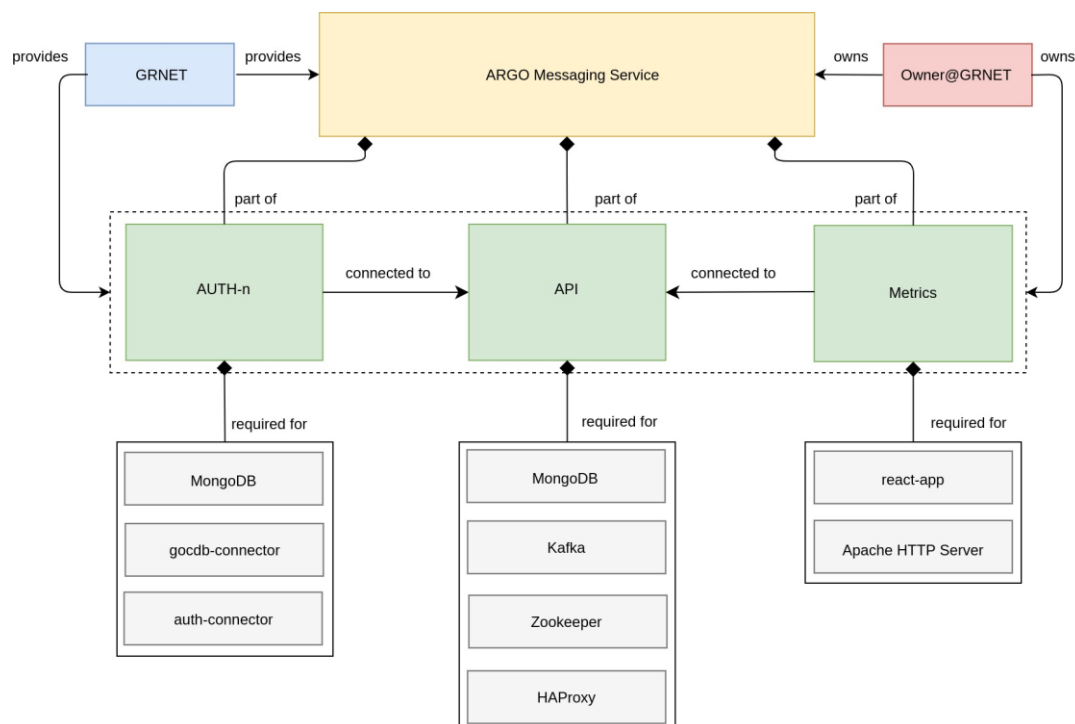 provides
GRNET
provides
ARGO Messaging Service
owns
Owner@GRNET
owns
part of
part of
part of
AUTH-n
connected to
API
connected to
Metrics
required for
required for
required for
MongoDB
gocdb-connector
auth-connector
MongoDB
Kafka
Zookeeper
HAProxy
react-app
Apache HTTP Server